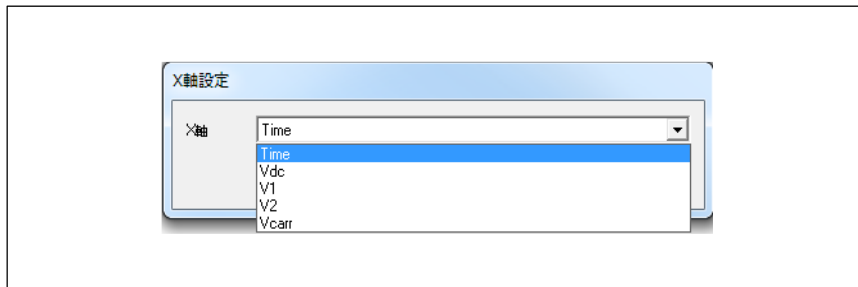 X軸設定
X軸 Time
Time
Vdc
V1
V2
Vcarr